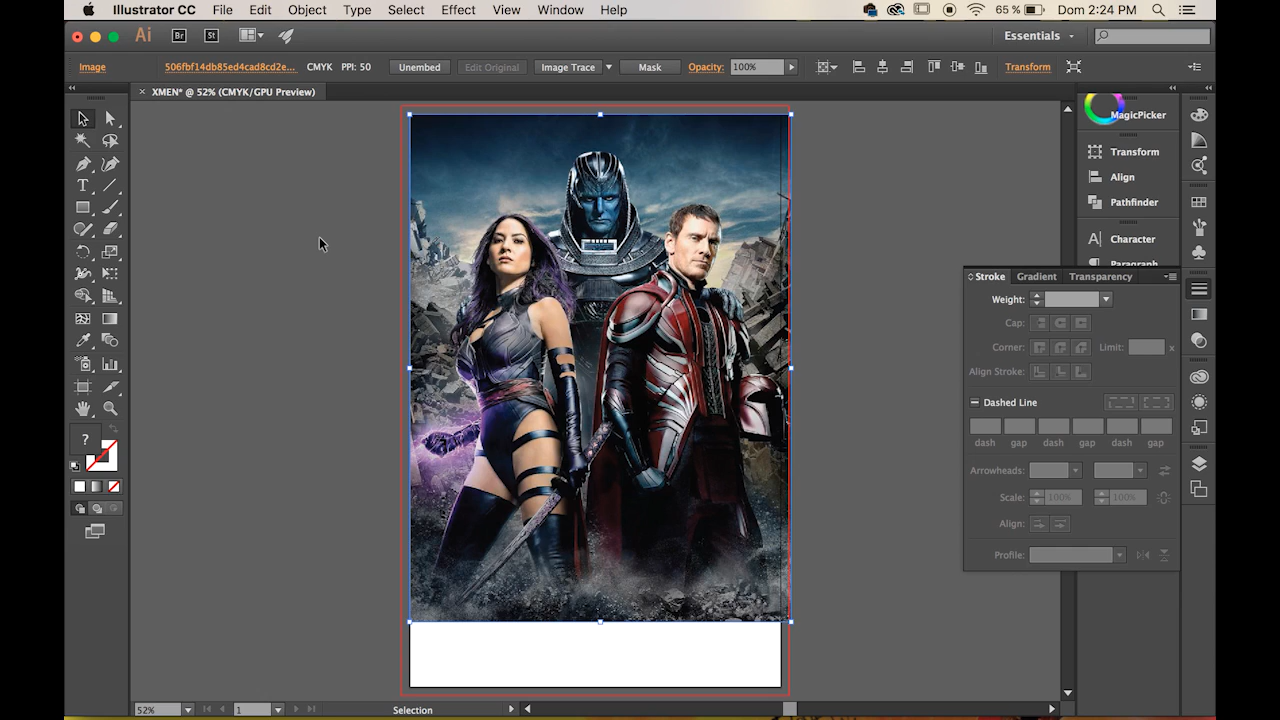 Illustrator CC File Edit Object Type Select Effect View Window Help 65 % Dom 2:24 PM
Ai Br St Essentials
Image 506fbf14db85ed4cad8cd2e... CMYK PPI: 50 Unembed Edit Original Image Trace Mask Opacity: 100% Transform
× XMEN* @ 52% (CMYK/GPU Preview)
MagicPicker
Transform
Align
Pathfinder
Character
Paragraph
Stroke Gradient Transparency
Weight:
Cap:
Corner: Limit: x
Align Stroke:
Dashed Line
dash gap dash gap dash gap
Arrowheads:
Scale: 100% 100%
Align:
Profile:
?
52% 1 Selection